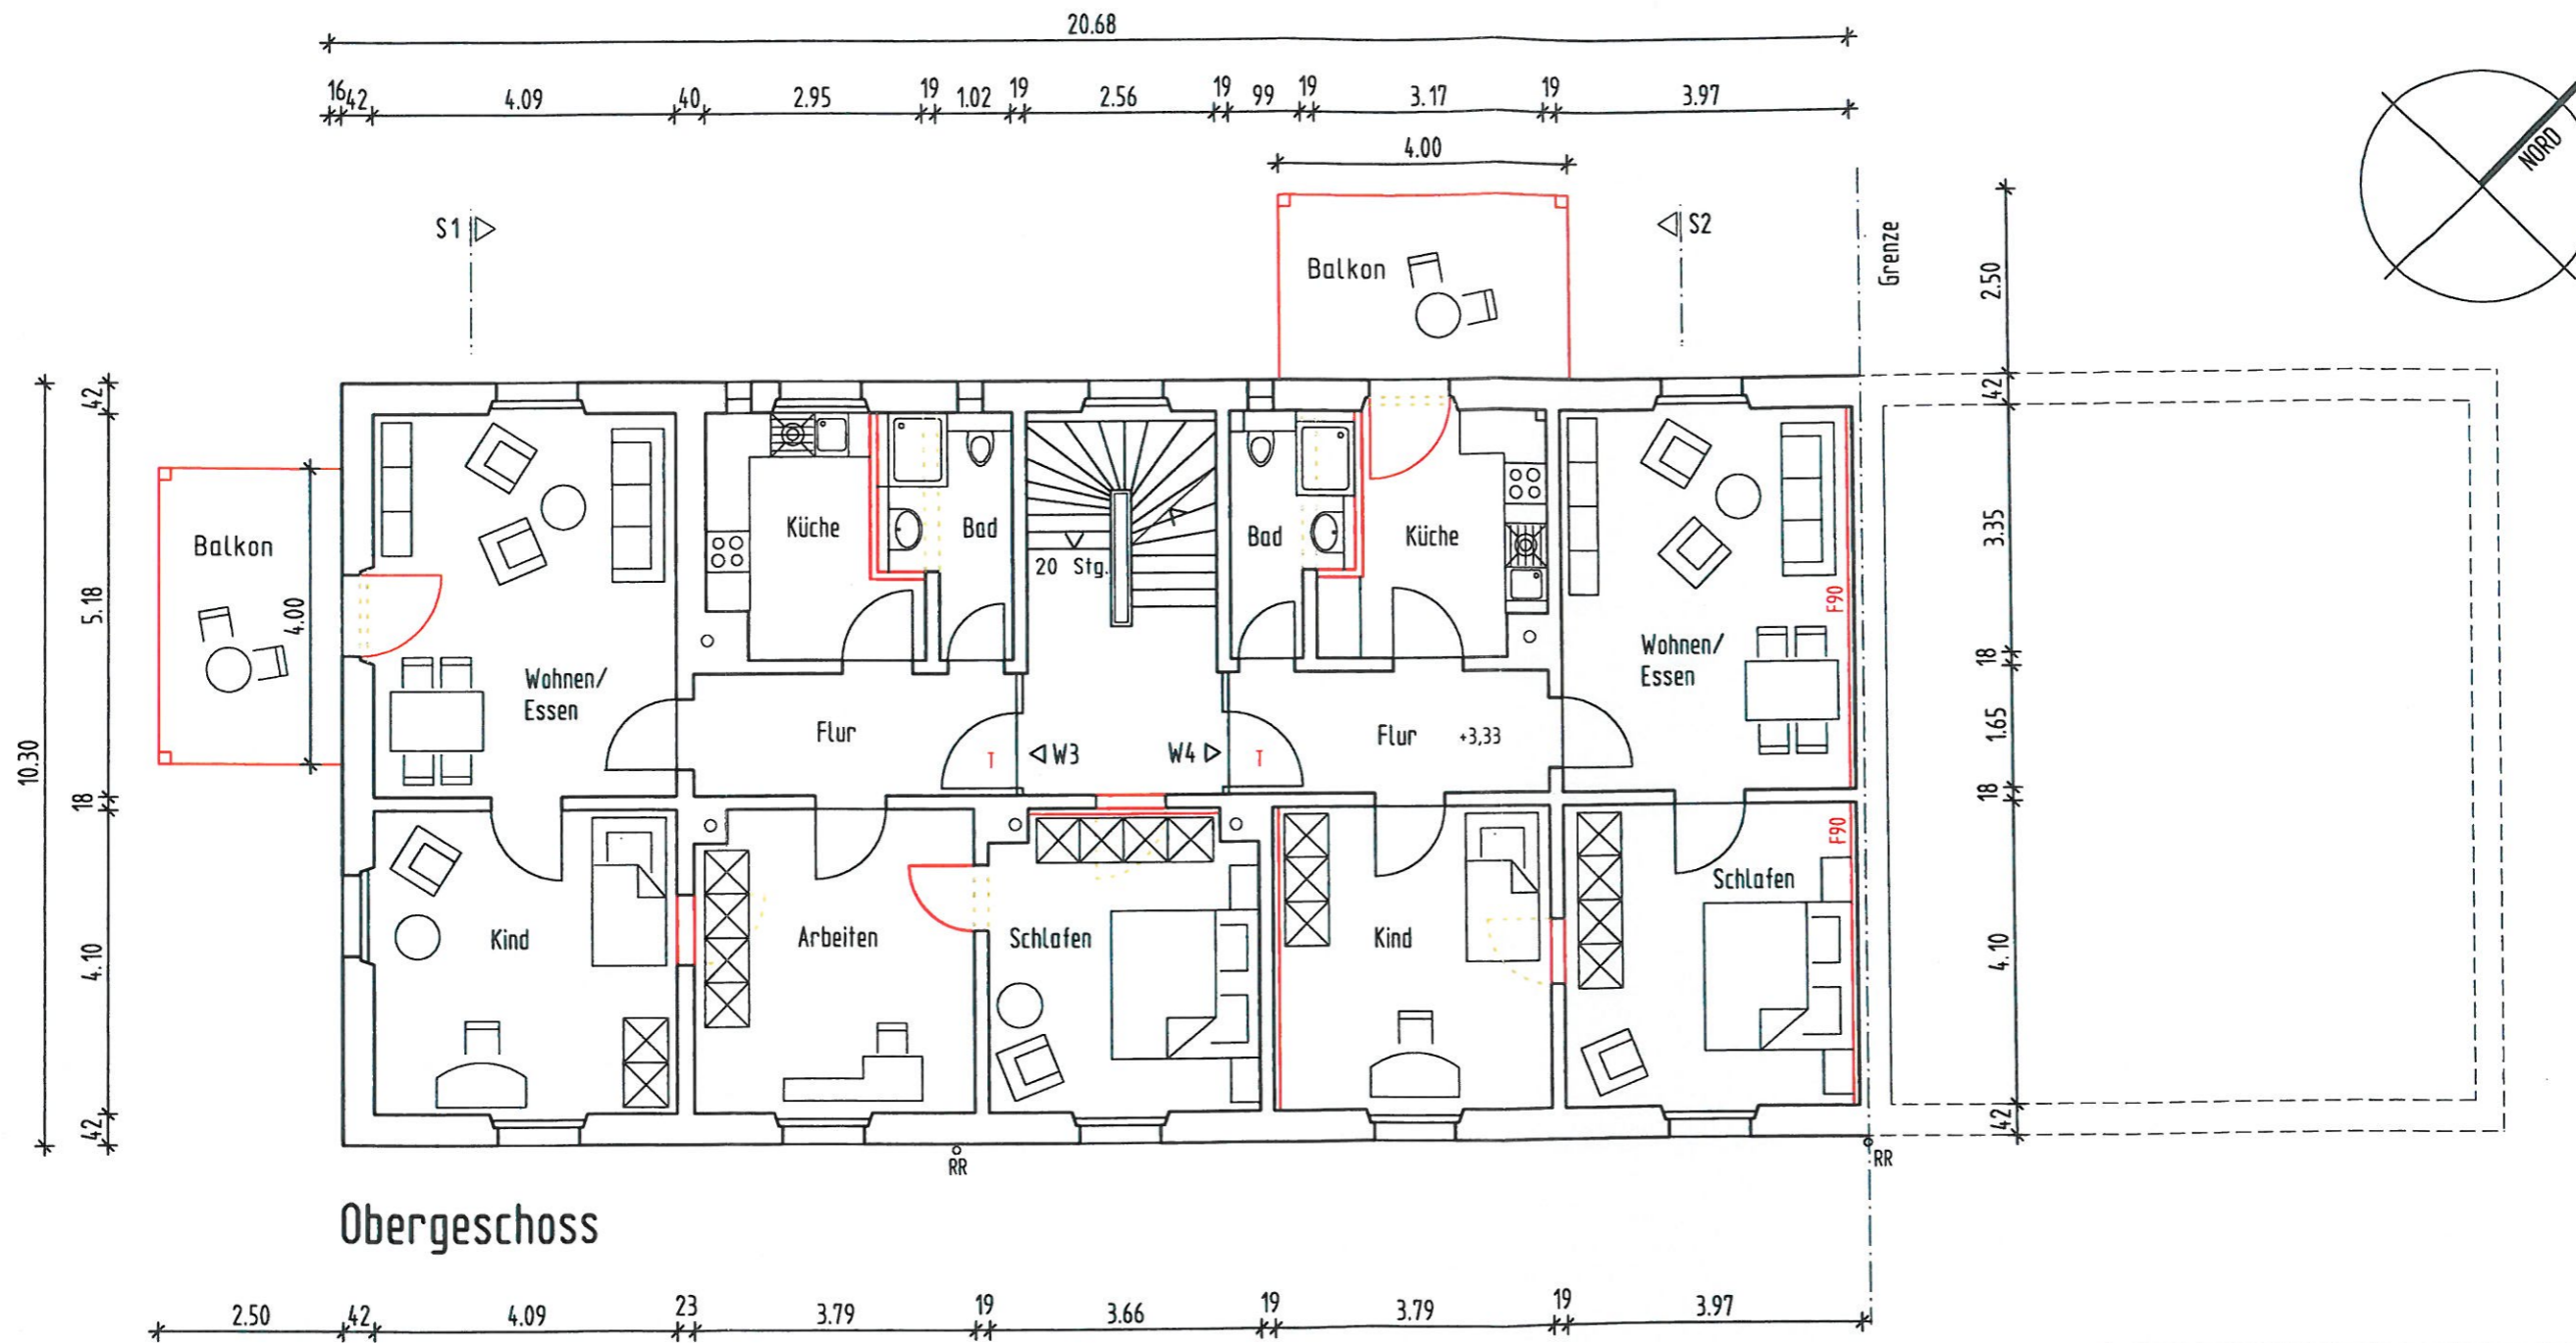 20.68
16 42 4.09 40 2.95 19 1.02 19 2.56 19 99 19 3.17 19 3.97
4.00
NORD
S1
S2
Grenze
Balkon
2.50
42
42
42
Küche
Bad
20 Stg.
Bad
Küche
3.35
Balkon
4.00
5.18
F90
Wohnen/
Essen
Wohnen/
Essen
18
10.30
Flur
T
W3
W4
T
Flur
+3,33
1.65
18
18
F90
Schlafen
Kind
Arbeiten
Schlafen
Kind
4.10
4.10
42
42
RR
RR
Obergeschoss
2.50 42 4.09 23 3.79 19 3.66 19 3.79 19 3.97